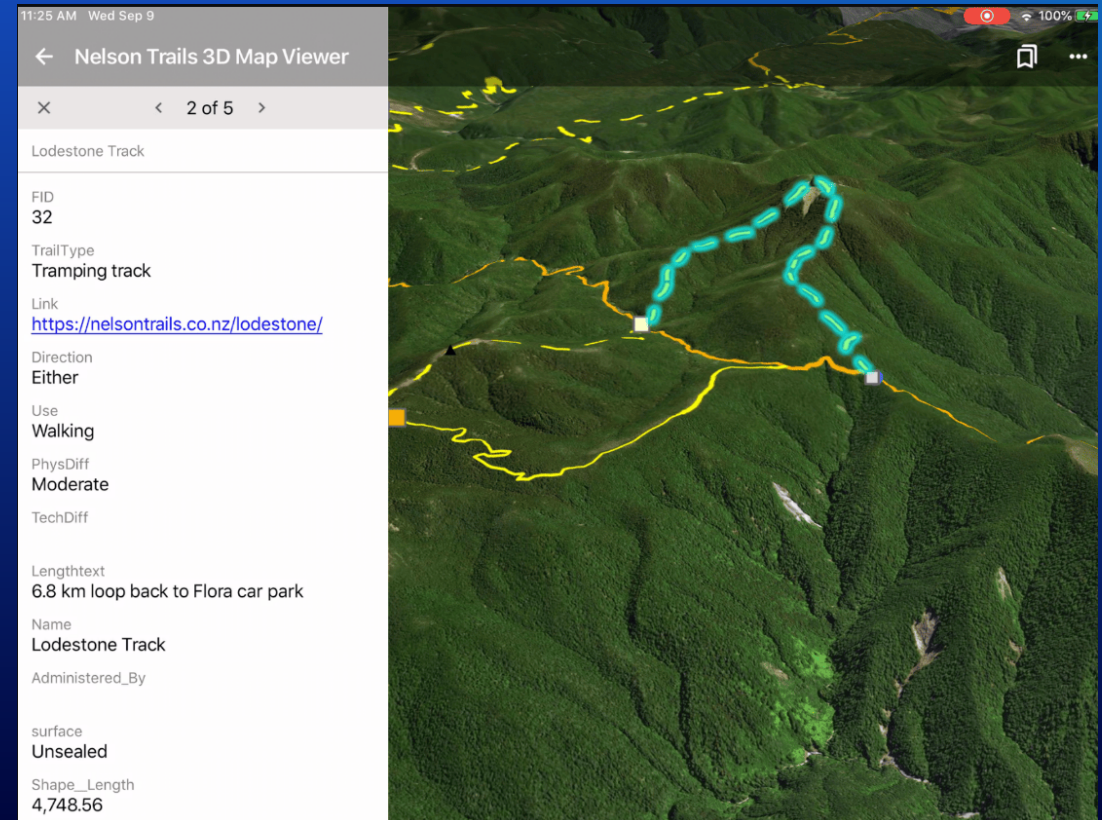 11:25 AM Wed Sep 9
100%
Nelson Trails 3D Map Viewer
2 of 5
Lodestone Track
FID
32
TrailType
Tramping track
Link
https://nelsontrails.co.nz/lodestone/
Direction
Either
Use
Walking
PhysDiff
Moderate
TechDiff
Lengthtext
6.8 km loop back to Flora car park
Name
Lodestone Track
Administered_By
surface
Unsealed
Shape__Length
4,748.56